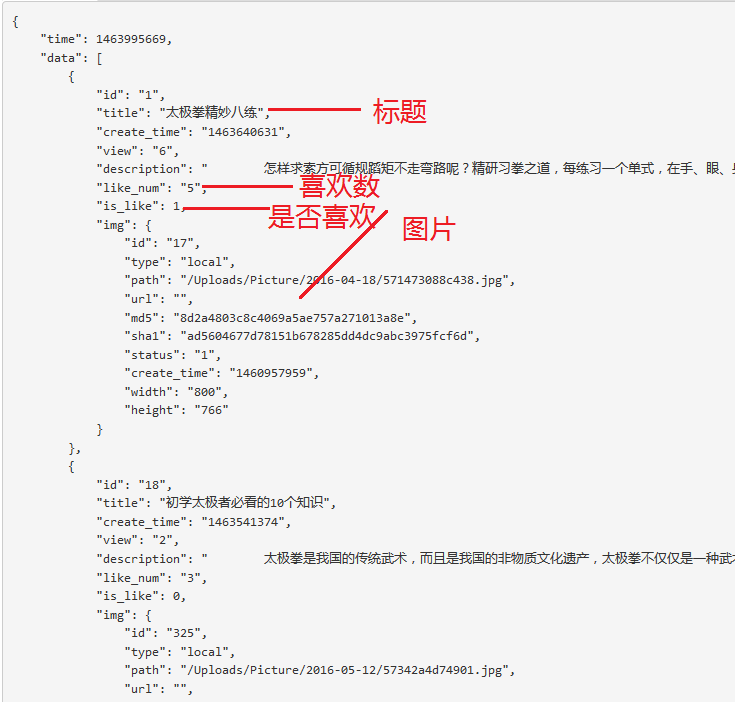 {
"time": 1463995669,
"data": [
{
"id": "1",
"title": "太极拳精妙八练", 标题
"create_time": "1463640631",
"view": "6",
"description": " 怎样求索方可循规蹈矩不走弯路呢？精研习拳之道，每练习一个单式，在手、眼、
"like_num": "5", 喜欢数
"is_like": 1, 是否喜欢
"img": { 图片
"id": "17",
"type": "local",
"path": "/Uploads/Picture/2016-04-18/571473088c438.jpg",
"url": "",
"md5": "8d2a4803c8c4069a5ae757a271013a8e",
"sha1": "ad5604677d78151b678285dd4dc9abc3975fcf6d",
"status": "1",
"create_time": "1460957959",
"width": "800",
"height": "766"
}
},
{
"id": "18",
"title": "初学太极者必看的10个知识",
"create_time": "1463541374",
"view": "2",
"description": " 太极拳是我国的传统武术，而且是我国的非物质文化遗产，太极拳不仅仅是一种武术
"like_num": "3",
"is_like": 0,
"img": {
"id": "325",
"type": "local",
"path": "/Uploads/Picture/2016-05-12/57342a4d74901.jpg",
"url": "",